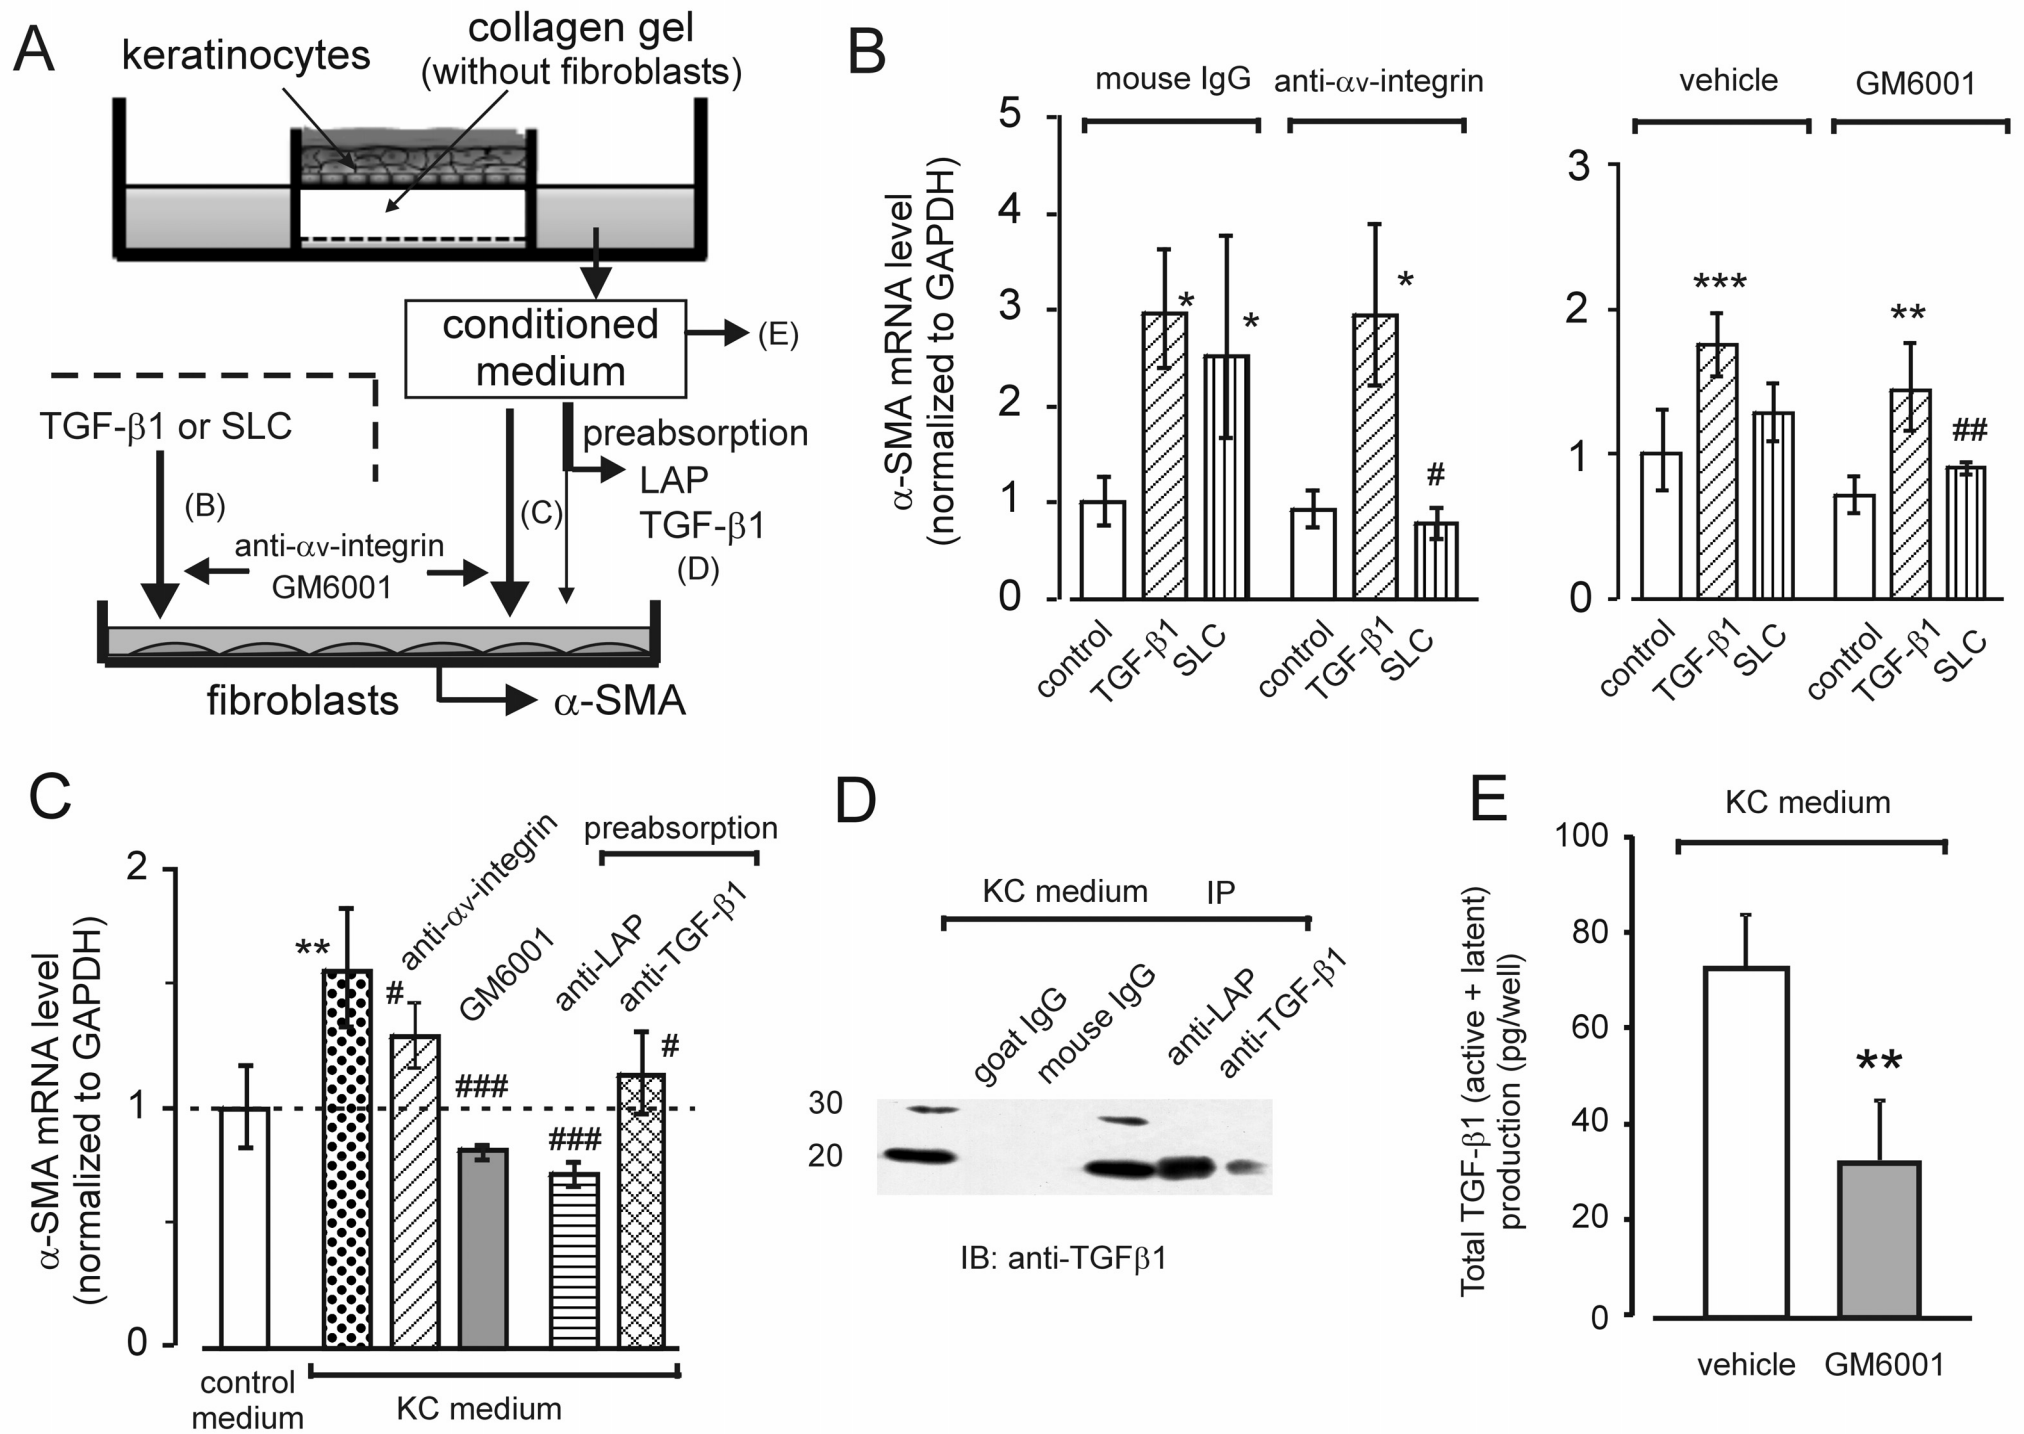 A
keratinocytes
collagen gel
(without fibroblasts)
conditioned
medium
(E)
TGF-β1 or SLC
preabsorption
LAP
TGF-β1
(D)
(B)
(C)
anti-αv-integrin
GM6001
fibroblasts
α-SMA
B
mouse IgG
anti-αv-integrin
vehicle
GM6001
α-SMA mRNA level
(normalized to GAPDH)
5
4
3
2
1
0
*
*
*
#
control
TGF-β1
SLC
control
TGF-β1
SLC
3
2
1
0
***
**
##
control
TGF-β1
SLC
control
TGF-β1
SLC
C
α-SMA mRNA level
(normalized to GAPDH)
2
1
0
preabsorption
**
#
anti-αv-integrin
###
GM6001
###
anti-LAP
#
anti-TGF-β1
control
medium
KC medium
D
KC medium
IP
goat IgG
mouse IgG
anti-LAP
anti-TGF-β1
30
20
IB: anti-TGFβ1
E
KC medium
Total TGF-β1 (active + latent)
production (pg/well)
100
80
60
40
20
0
**
vehicle
GM6001